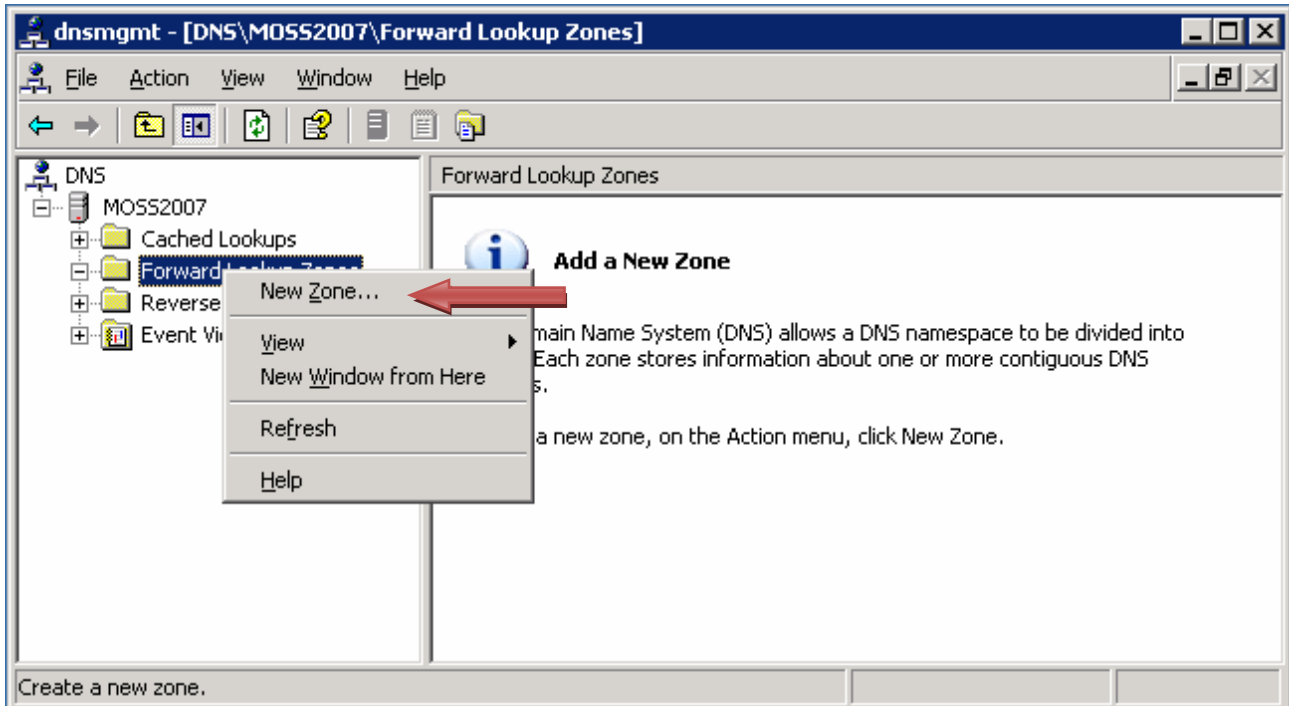 dnsmgmt - [DNS\MOSS2007\Forward Lookup Zones]
File Action View Window Help
DNS
MOSS2007
Cached Lookups
Forward Lookup Zones
Reverse
Event Vi
New Zone...
View
New Window from Here
Refresh
Help
Forward Lookup Zones
Add a New Zone
main Name System (DNS) allows a DNS namespace to be divided into
Each zone stores information about one or more contiguous DNS
s.
a new zone, on the Action menu, click New Zone.
Create a new zone.